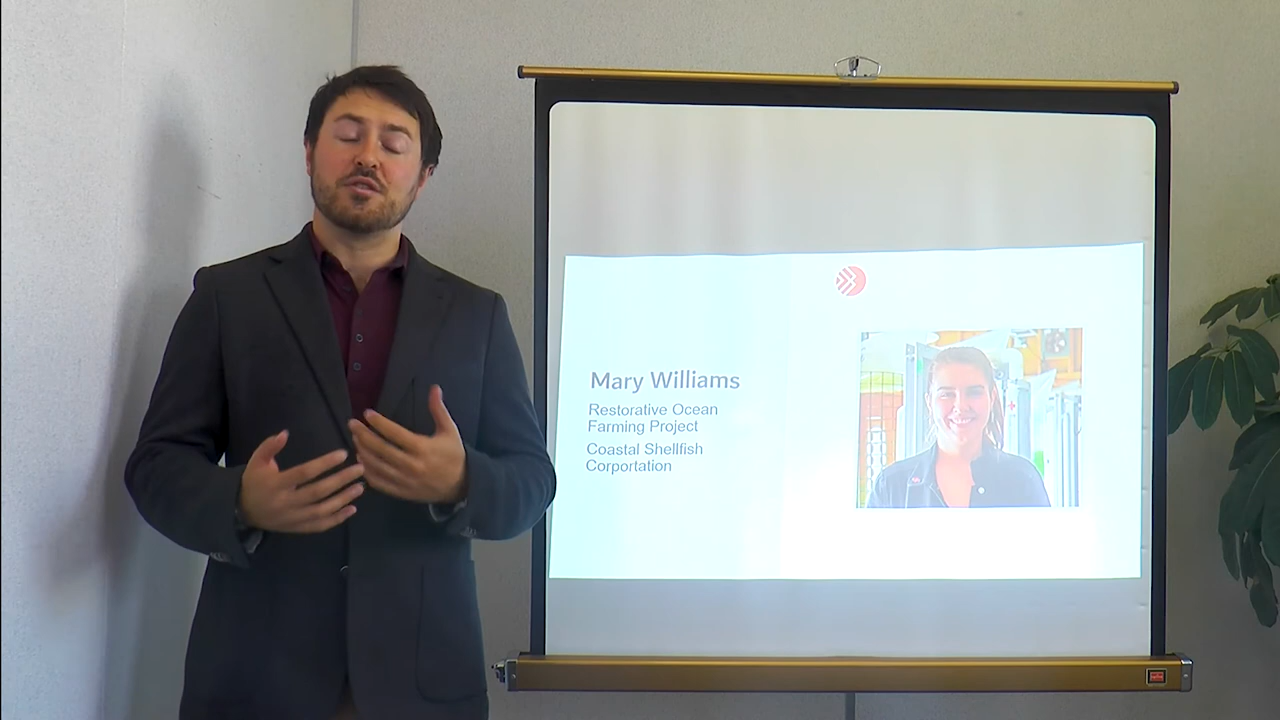 Mary Williams
Restorative Ocean
Farming Project
Coastal Shellfish
Corportation